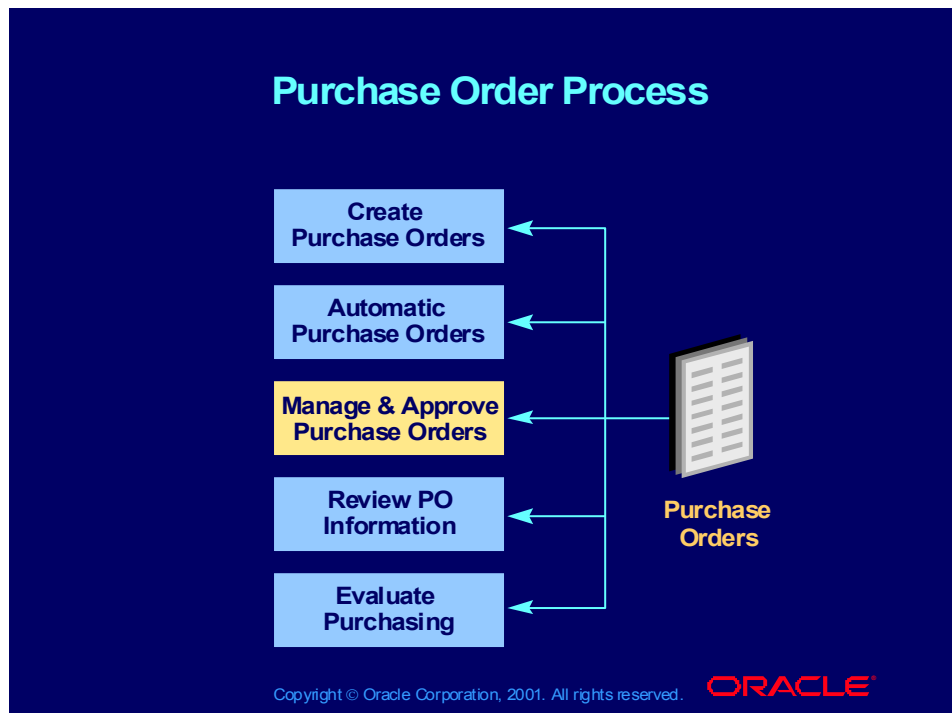 Purchase Order Process
Create
Purchase Orders
Automatic
Purchase Orders
Manage & Approve
Purchase Orders
Review PO
Information
Evaluate
Purchasing
Purchase
Orders
Copyright © Oracle Corporation, 2001. All rights reserved.
ORACLE®